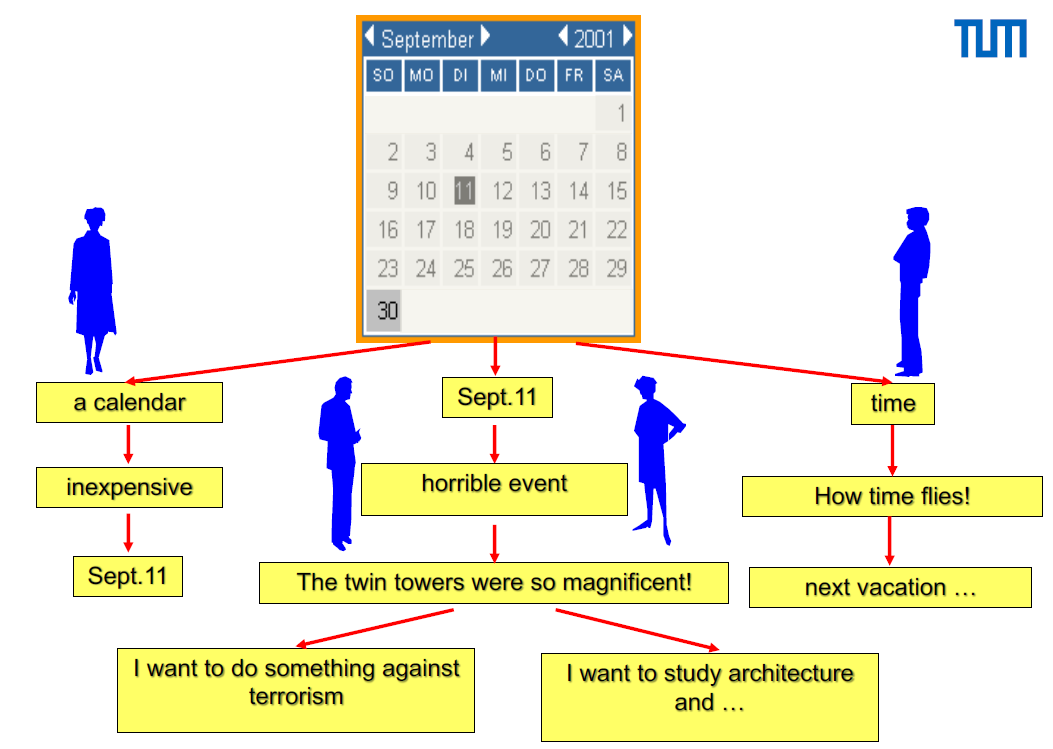 TUM
September 2001
SO MO DI MI DO FR SA
1
2 3 4 5 6 7 8
9 10 11 12 13 14 15
16 17 18 19 20 21 22
23 24 25 26 27 28 29
30
a calendar
Sept.11
time
inexpensive
horrible event
How time flies!
Sept.11
The twin towers were so magnificent!
next vacation …
I want to do something against
terrorism
I want to study architecture
and …